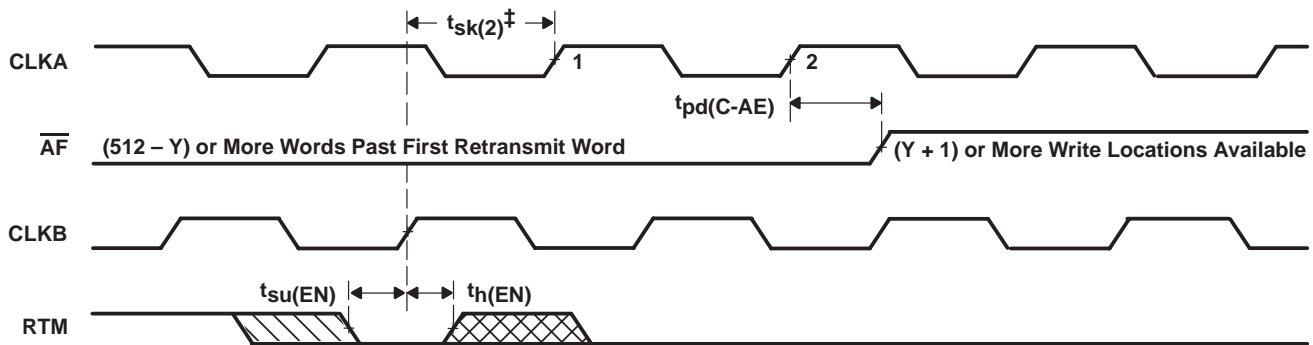 tsk(2)‡
CLKA
1
2
tpd(C-AE)
AF
(512 – Y) or More Words Past First Retransmit Word
(Y + 1) or More Write Locations Available
CLKB
tsu(EN)
th(EN)
RTM